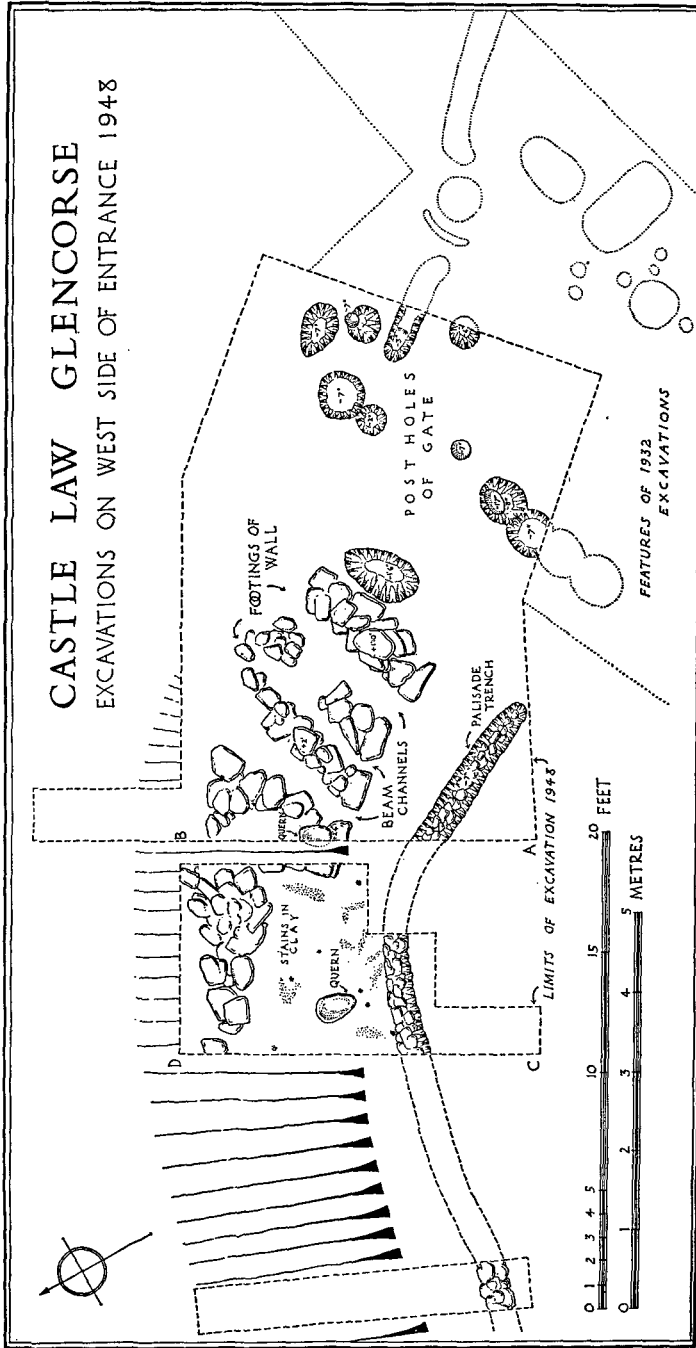 CASTLE LAW GLENCORSE
EXCAVATIONS ON WEST SIDE OF ENTRANCE 1948
FOOTINGS OF
WALL
BEAM
CHANNELS
QUERN
STAINS IN
CLAY
QUERN
POST HOLES
OF GATE
PALISADE
TRENCH
LIMITS OF EXCAVATION 1948
FEATURES OF 1932
EXCAVATIONS
A
B
C
D
0 1 2 3 4 5 10 15 20 FEET
0 1 2 3 4 5 METRES